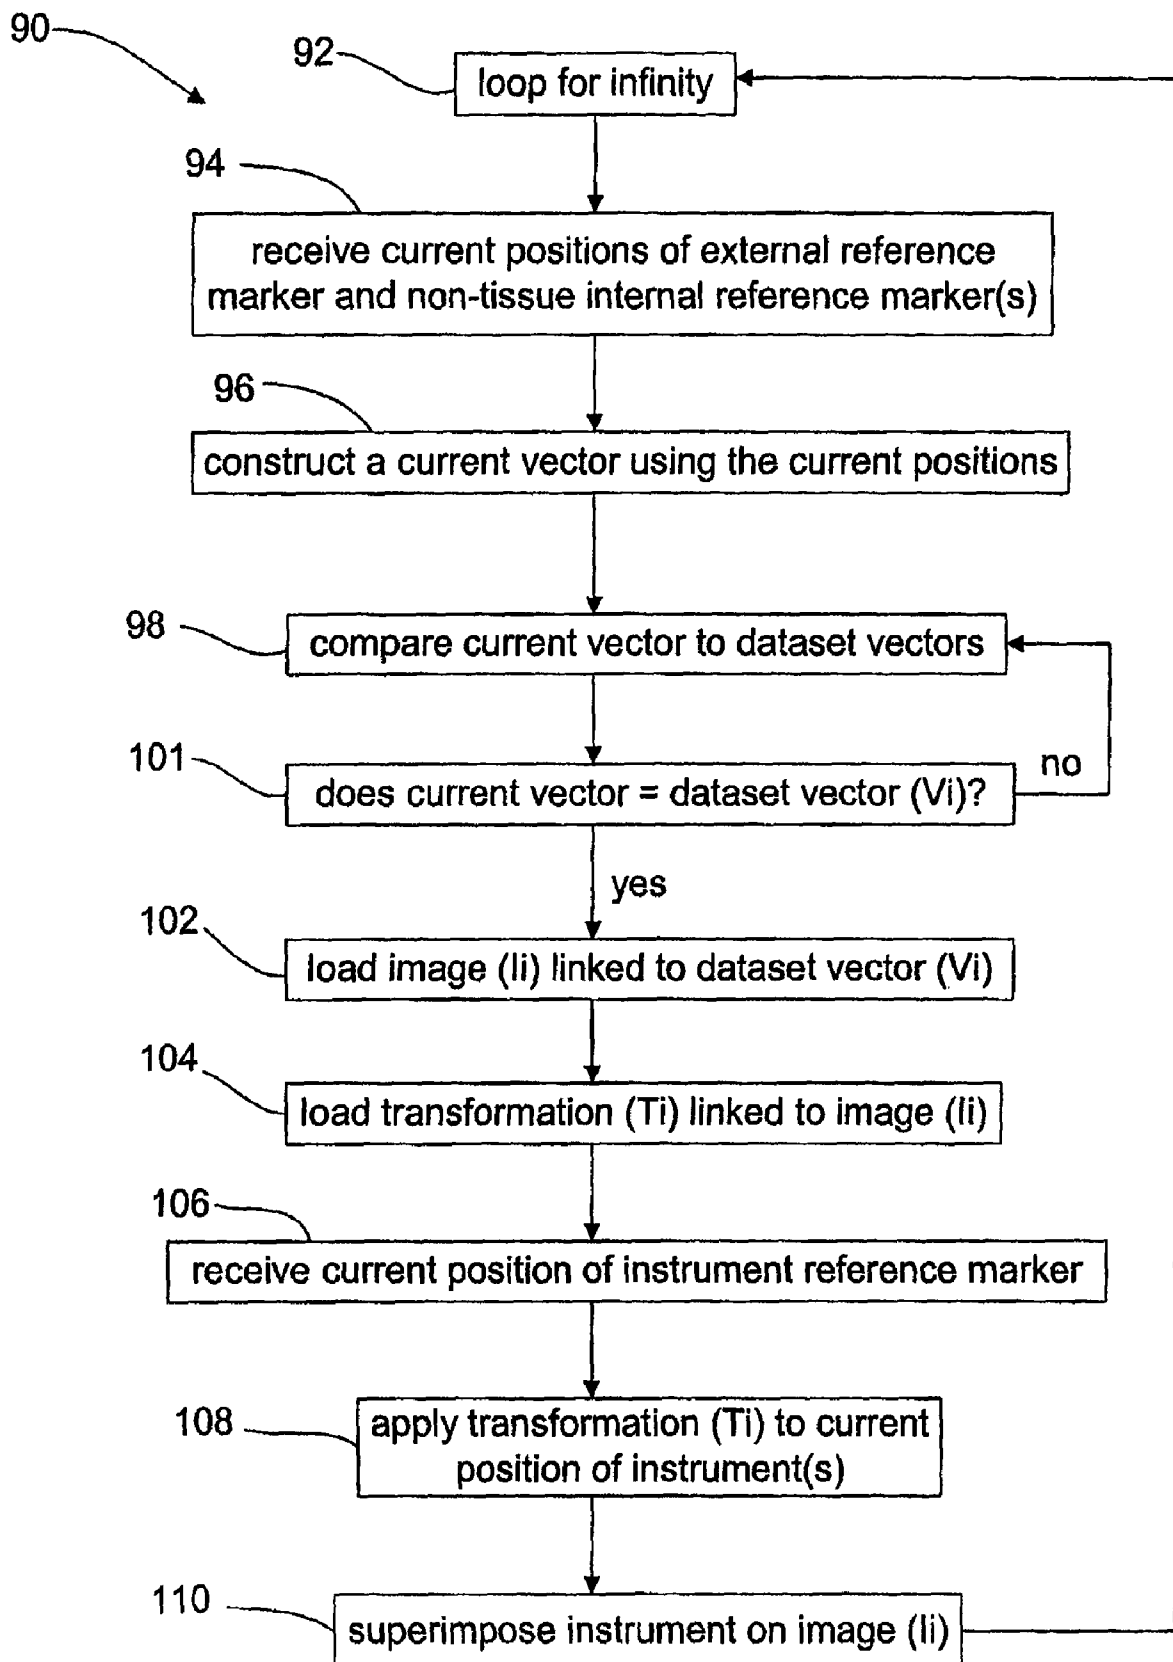 90
92
loop for infinity
94
receive current positions of external reference
marker and non-tissue internal reference marker(s)
96
construct a current vector using the current positions
98
compare current vector to dataset vectors
101
does current vector = dataset vector (Vi)?
no
yes
102
load image (Ii) linked to dataset vector (Vi)
104
load transformation (Ti) linked to image (Ii)
106
receive current position of instrument reference marker
108
apply transformation (Ti) to current
position of instrument(s)
110
superimpose instrument on image (Ii)